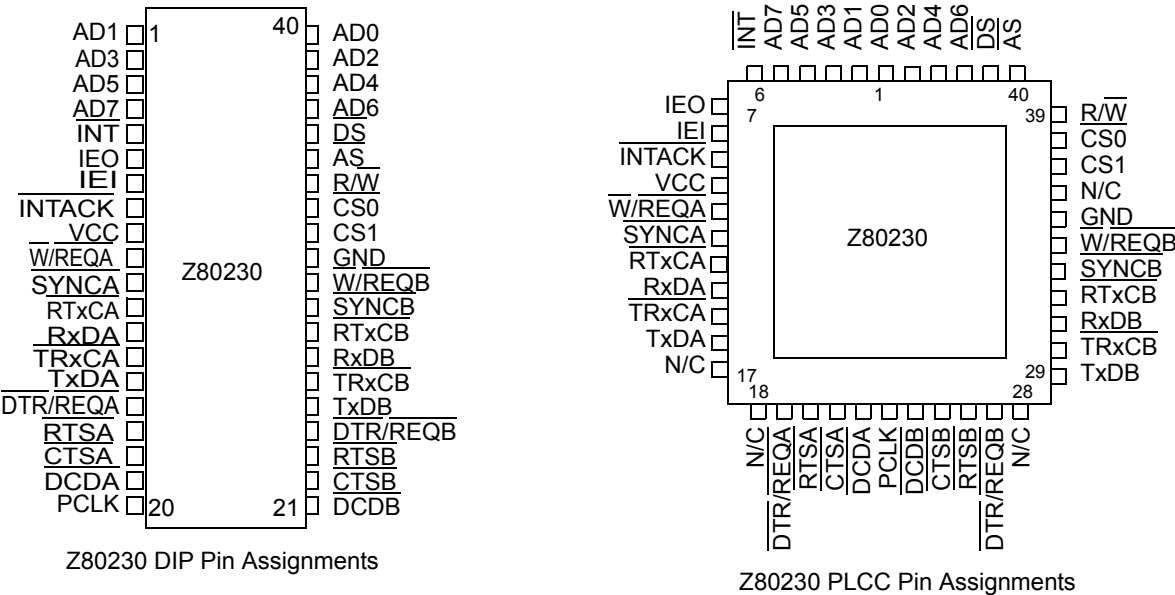 AD1 1 40 AD0
AD3 AD2
AD5 AD4
AD7 AD6
INT DS
IEO AS
IEI R/W
INTACK CS0
VCC CS1
W/REQA GND
SYNCA W/REQB
RTxCA SYNCB
RxDA RTxCB
TRxCA RxDB
TxDA TRxCB
DTR/REQA TxDB
RTSA DTR/REQB
CTSA RTSB
DCDA CTSB
PCLK 20 21 DCDB
Z80230
Z80230 DIP Pin Assignments
INT AD7 AD5 AD3 AD1 AD0 AD2 AD4 AD6 DS AS
6 1 40
7 39
IEO R/W
IEI CS0
INTACK CS1
VCC N/C
W/REQA GND
SYNCA W/REQB
RTxCA SYNCB
RxDA RTxCB
TRxCA RxDB
TxDA TRxCB
N/C TxDB
Z80230
17 29
18 28
N/C DTR/REQA RTSA CTSA DCDA PCLK DCDB CTSB RTSB DTR/REQB N/C
Z80230 PLCC Pin Assignments